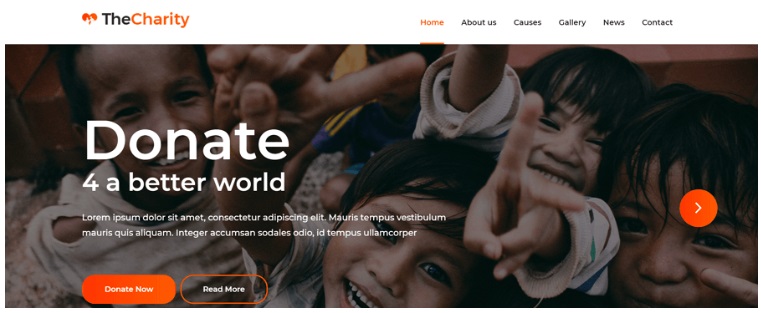 TheCharity
Home About us Causes Gallery News Contact
Donate
4 a better world
Lorem ipsum dolor sit amet, consectetur adipiscing elit. Mauris tempus vestibulum
mauris quis aliquam. Integer accumsan sodales odio, id tempus ullamcorper
Donate Now Read More